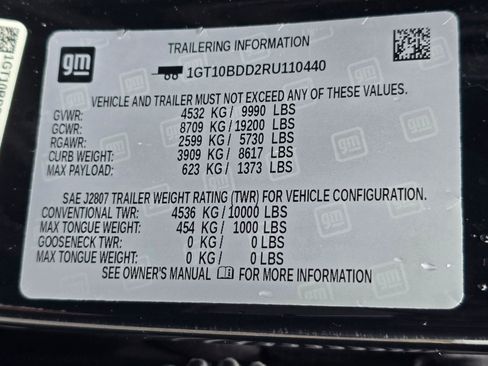 gm
TRAILERING INFORMATION
1GT10BDD2RU110440
VEHICLE AND TRAILER MUST NOT EXCEED ANY OF THESE VALUES.
GVWR: 4532 KG / 9990 LBS
GCWR: 8709 KG / 19200 LBS
RGAWR: 2599 KG / 5730 LBS
CURB WEIGHT: 3909 KG / 8617 LBS
MAX PAYLOAD: 623 KG / 1373 LBS
SAE J2807 TRAILER WEIGHT RATING (TWR) FOR VEHICLE CONFIGURATION.
CONVENTIONAL TWR: 4536 KG / 10000 LBS
MAX TONGUE WEIGHT: 454 KG / 1000 LBS
GOOSENECK TWR: 0 KG / 0 LBS
MAX TONGUE WEIGHT: 0 KG / 0 LBS
SEE OWNER'S MANUAL FOR MORE INFORMATION